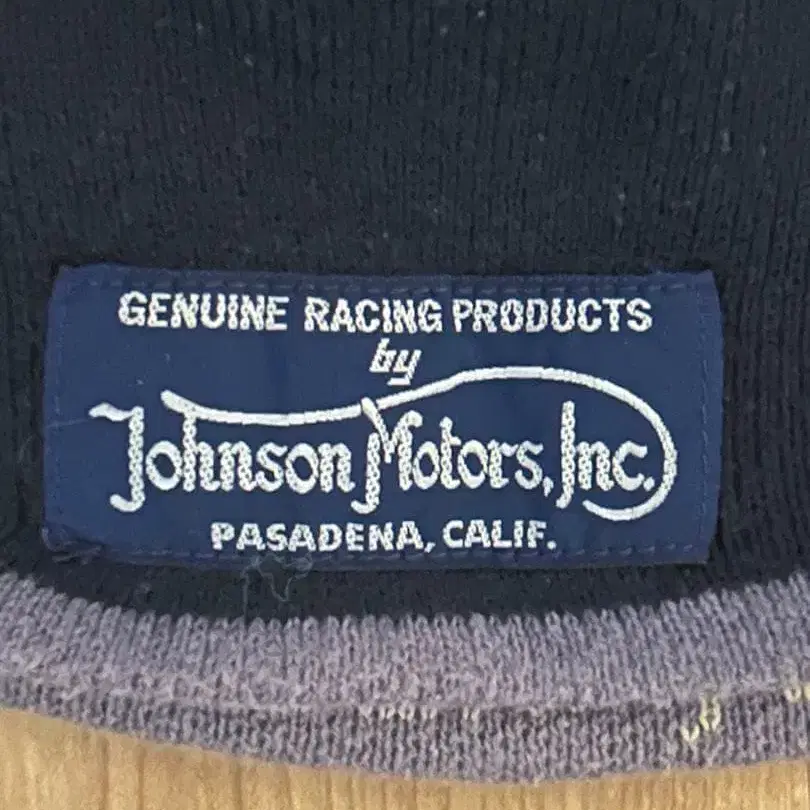 GENUINE RACING PRODUCTS
by
Johnson Motors, Inc.
PASADENA, CALIF.